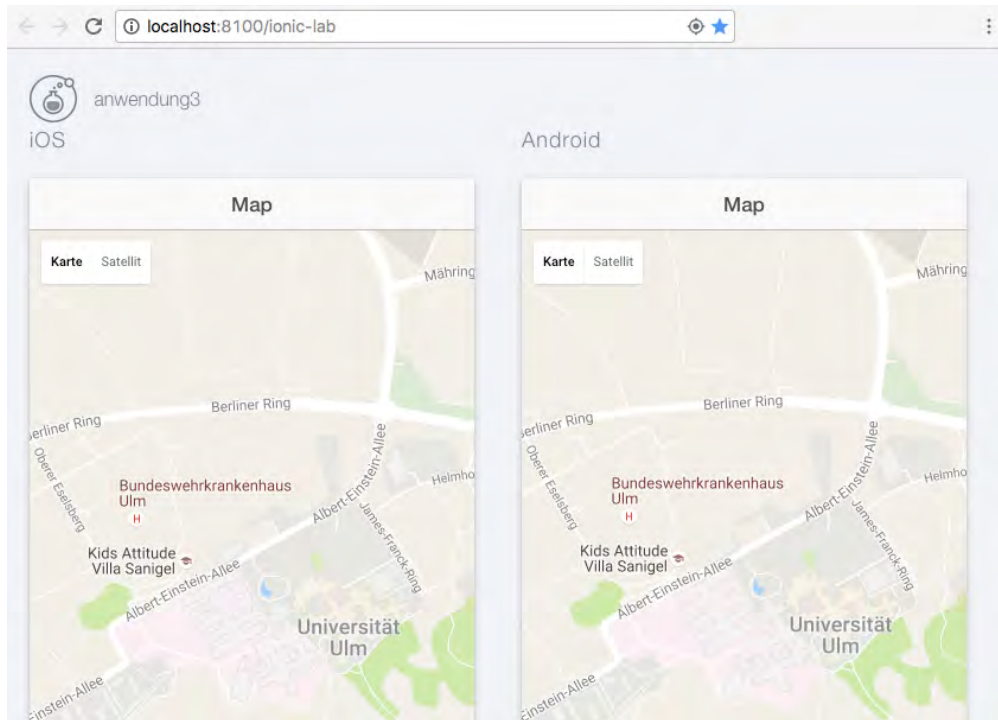 localhost:8100/ionic-lab
anwendung3
iOS
Android
Map
Karte Satellit
Mähring
Berliner Ring
erliner Ring
Oberer Eselsberg
Albert-Einstein-Allee
Helmho
Bundeswehrkrankenhaus
Ulm
H
James-Franck-Ring
Kids Attitude
Villa Sanigel
Albert-Einstein-Allee
Universität
Ulm
Einstein-Allee
Map
Karte Satellit
Mähring
Berliner Ring
erliner Ring
Oberer Eselsberg
Albert-Einstein-Allee
Helmho
Bundeswehrkrankenhaus
Ulm
H
James-Franck-Ring
Kids Attitude
Villa Sanigel
Albert-Einstein-Allee
Universität
Ulm
instein-Allee